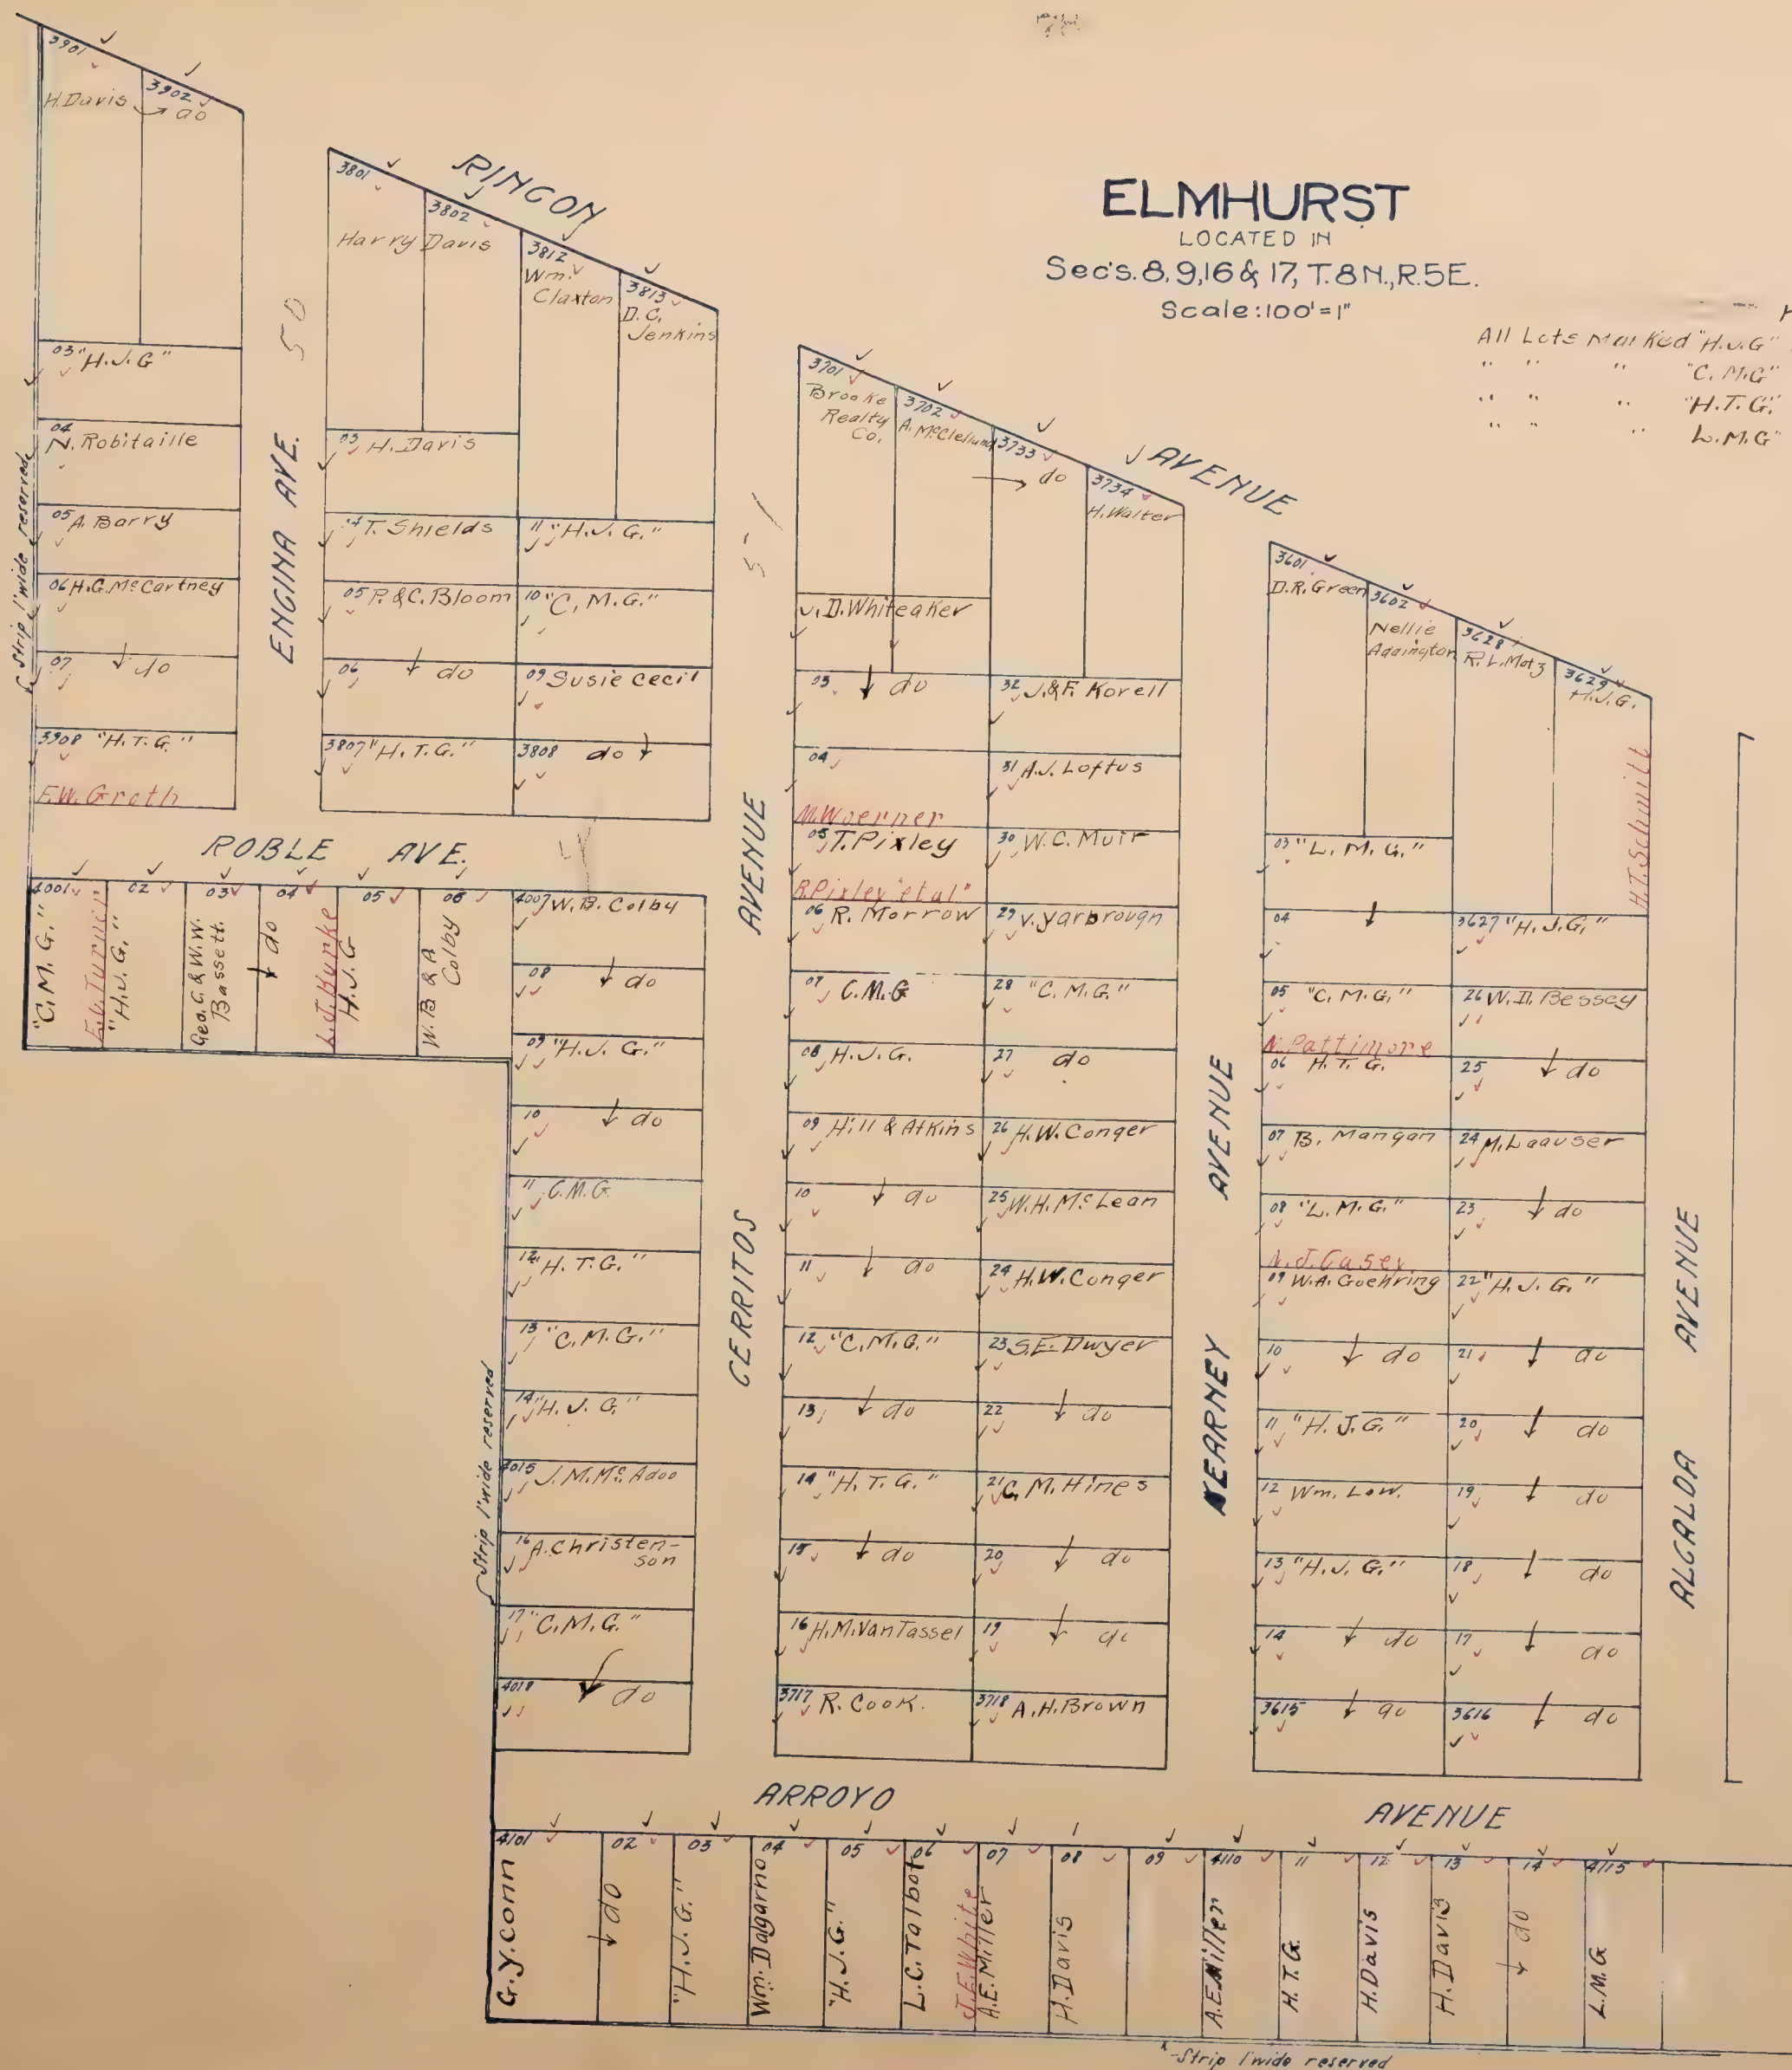 ELMHURST
LOCATED IN
Sec's. 8, 9, 16 & 17, T. 8 N., R. 5 E.
Scale: 100' = 1"
All Lots Marked "H.J.G"
" " " "C.M.G"
" " " "H.T.G."
" " " L.M.G
RINCON
AVENUE
ENCINA AVE.
50
51
3901
H. Davis
3902
do
03 "H.J.G"
04
N. Robitaille
05 A. Barry
06 H.G. McCartney
07 do
3908 "H.T.G."
F.W. Groth
Strip 1' wide reserved
3801
3802
Harry Davis
3812
Wm.
Claxton
3813
D.C.
Jenkins
03 H. Davis
04 T. Shields
11 "H.J.G."
05 P. & C. Bloom
10 "C.M.G."
06 do
09 Susie Cecil
3807 "H.T.G."
3808 do
ROBLE AVE.
4001
"C.M.G."
02
"H.J.G."
03
Geo. C. & W.W.
Bassett.
04
do
05
L.J. Burke
H.J.G
06
W.B & A
Colby
4007 W.B. Colby
08 do
09 "H.J.G."
10 do
11 C.M.G
12 "H.T.G."
13 "C.M.G."
14 "H.J.G."
4015 J.M. McAdoo
16 A. Christen-
son
17 "C.M.G."
4018 do
Strip 1' wide reserved
CERRITOS
AVENUE
3701
Brooke
Realty
Co.
3702
A. McClelland
3733
do
3734
H. Walter
J.D. Whiteaker
03 do
32 J. & F. Korell
04
M. Woerner
31 A.J. Loftus
05 T. Pixley
R. Pixley "et al"
30 W.C. Muir
06 R. Morrow
29 V. Yarbrough
07 C.M.G
28 "C.M.G."
08 H.J.G.
27 do
09 Hill & Atkins
26 H.W. Conger
10 do
25 W.H. McLean
11 do
24 H.W. Conger
12 "C.M.G."
23 S.E. Dwyer
13 do
22 do
14 "H.T.G."
21 C.M. Hines
15 do
20 do
16 H.M. VanTassel
19 do
3717 R. Cook.
3718 A.H. Brown
KEARNEY
AVENUE
3601
D.R. Green
3602
Nellie
Addington
3628
R.L. Motz
3629
H.J.G.
H.T. Schmitt
03 "L.M.G."
04
3627 "H.J.G."
05 "C.M.G."
N. Pattimore
26 W.D. Bessey
06 H.T.G.
25 do
07 B. Mangan
24 M. Laauser
08 "L.M.G."
N.J. Casey
23 do
09 W.A. Goehring
22 "H.J.G."
10 do
21 do
11 "H.J.G."
20 do
12 Wm. Low.
19 do
13 "H.J.G."
18 do
14 do
17 do
3615 do
3616 do
ALCALDA
AVENUE
ARROYO
AVENUE
4101
G.Y. Conn
02
do
03
"H.J.G."
04
Wm. Dalgarno
05
"H.J.G."
06
L.C. Talbot
07
J.E. White
A.E. Miller
08
H. Davis
09
4110
A.E. Miller
11
H.T.G.
12
H. Davis
13
H. Davis
14
do
4115
L.M.G
Strip 1' wide reserved